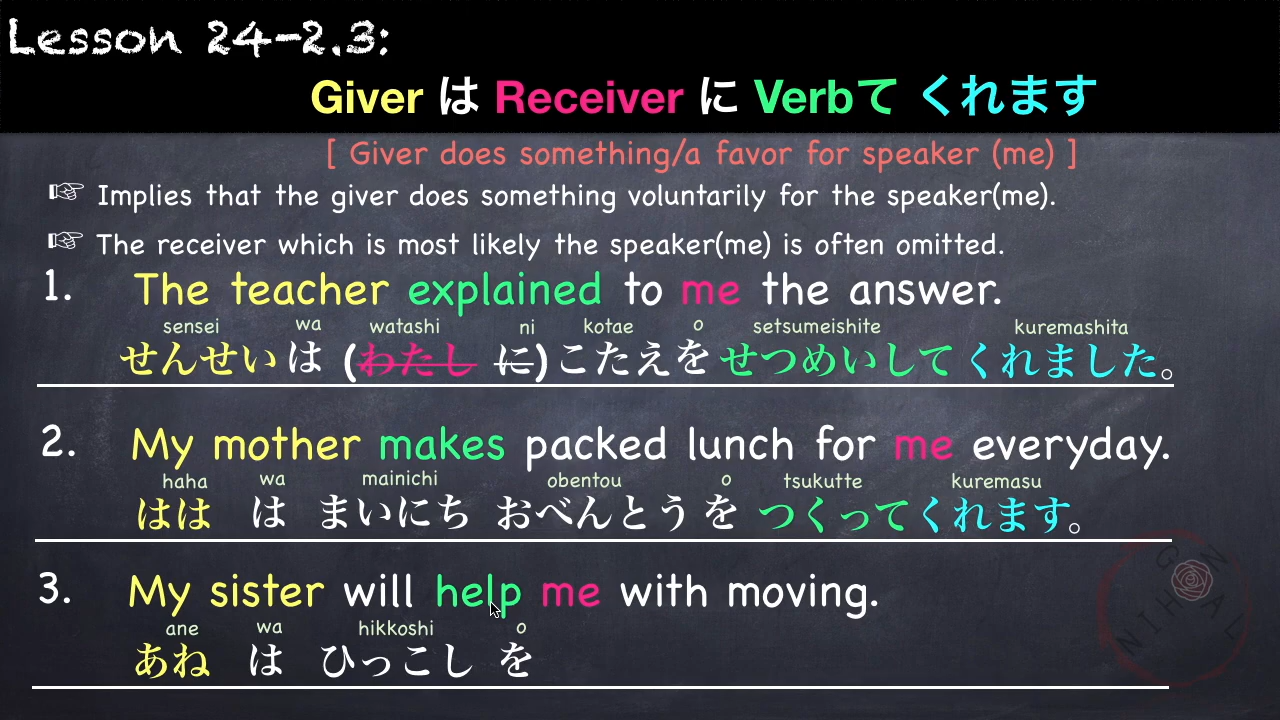 Lesson 24-2.3:
Giver は Receiver に Verbて くれます
[ Giver does something/a favor for speaker (me) ]
☞ Implies that the giver does something voluntarily for the speaker(me).
☞ The receiver which is most likely the speaker(me) is often omitted.
1. The teacher explained to me the answer.
sensei wa watashi ni kotae o setsumeishite kuremashita
せんせい は (わたし に) こたえ を せつめいして くれました。
2. My mother makes packed lunch for me everyday.
haha wa mainichi obentou o tsukutte kuremasu
はは は まいにち おべんとう を つくって くれます。
3. My sister will help me with moving.
ane wa hikkoshi o
あね は ひっこし を
NIHONGOAL